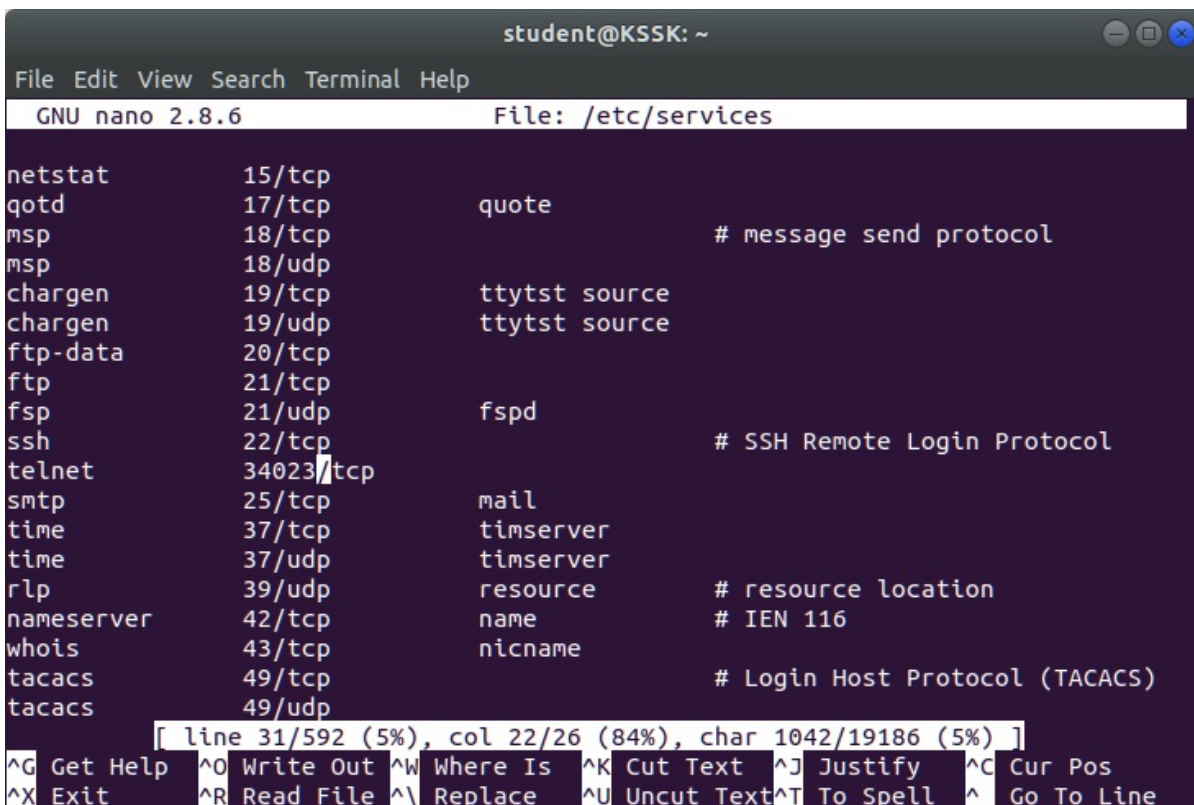 student@KSSK: ~
File Edit View Search Terminal Help
GNU nano 2.8.6 File: /etc/services
netstat 15/tcp
qotd 17/tcp quote
msp 18/tcp # message send protocol
msp 18/udp
chargen 19/tcp ttytst source
chargen 19/udp ttytst source
ftp-data 20/tcp
ftp 21/tcp
fsp 21/udp fspd
ssh 22/tcp # SSH Remote Login Protocol
telnet 34023/tcp
smtp 25/tcp mail
time 37/tcp timserver
time 37/udp timserver
rlp 39/udp resource # resource location
nameserver 42/tcp name # IEN 116
whois 43/tcp nicname
tacacs 49/tcp # Login Host Protocol (TACACS)
tacacs 49/udp
[ line 31/592 (5%), col 22/26 (84%), char 1042/19186 (5%) ]
^G Get Help ^O Write Out ^W Where Is ^K Cut Text ^J Justify ^C Cur Pos
^X Exit ^R Read File ^\ Replace ^U Uncut Text ^T To Spell ^ Go To Line